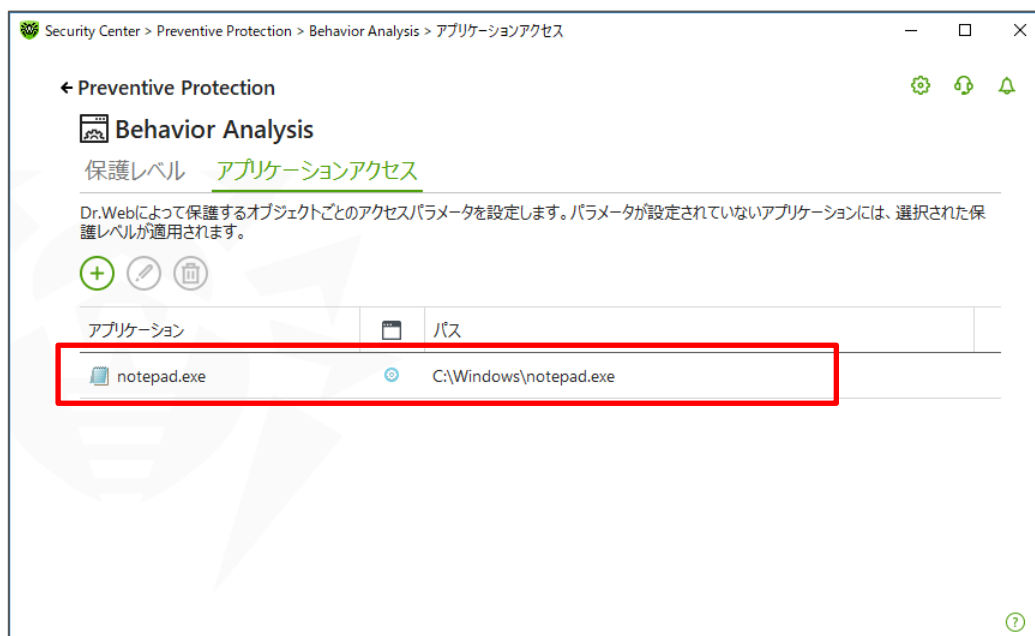 Security Center > Preventive Protection > Behavior Analysis > アプリケーションアクセス
Preventive Protection
Behavior Analysis
保護レベル アプリケーションアクセス
Dr.Webによって保護するオブジェクトごとのアクセスパラメータを設定します。パラメータが設定されていないアプリケーションには、選択された保
護レベルが適用されます。
アプリケーション パス
notepad.exe C:\Windows\notepad.exe
?